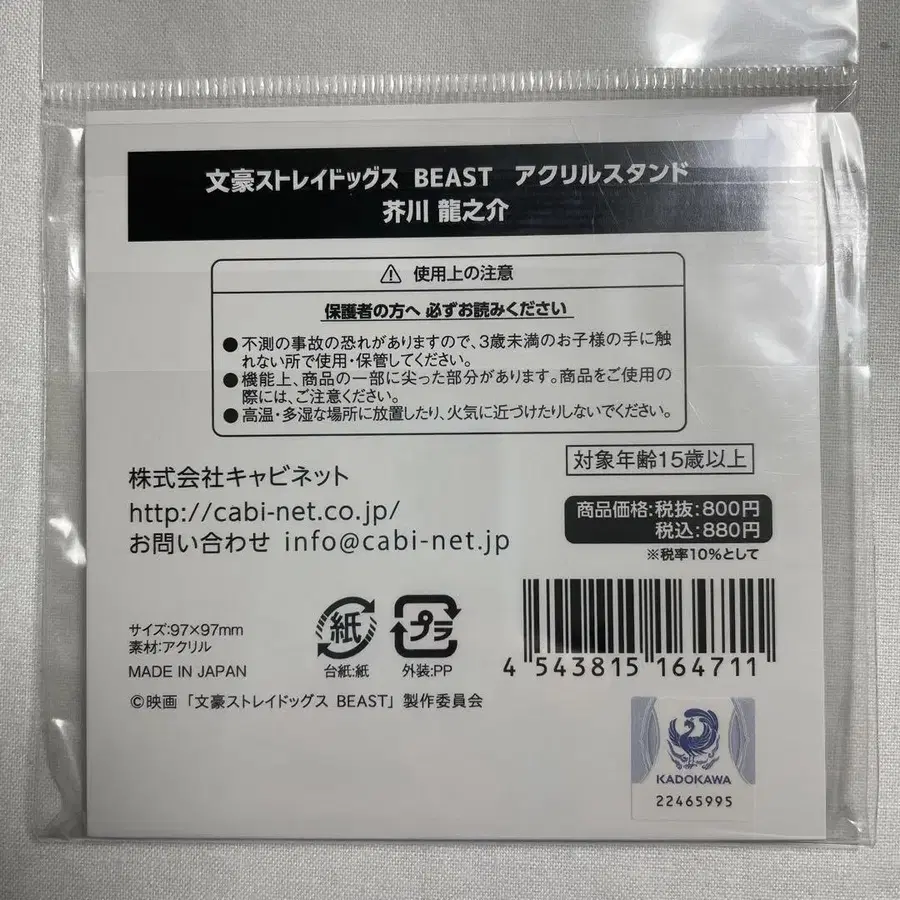 文豪ストレイドッグス BEAST アクリルスタンド
芥川 龍之介
使用上の注意
保護者の方へ 必ずお読みください
●不測の事故の恐れがありますので、3歳未満のお子様の手に触
れない所で使用・保管してください。
●機能上、商品の一部に尖った部分があります。商品をご使用の
際には、ご注意ください。
●高温・多湿な場所に放置したり、火気に近づけたりしないでください。
対象年齢15歳以上
株式会社キャビネット
http://cabi-net.co.jp/
お問い合わせ info@cabi-net.jp
商品価格:税抜:800円
税込:880円
※税率10%として
サイズ:97×97mm
素材:アクリル
MADE IN JAPAN
紙
台紙:紙
プラ
外装:PP
4 543815 164711
©映画「文豪ストレイドッグス BEAST」製作委員会
KADOKAWA
22465995